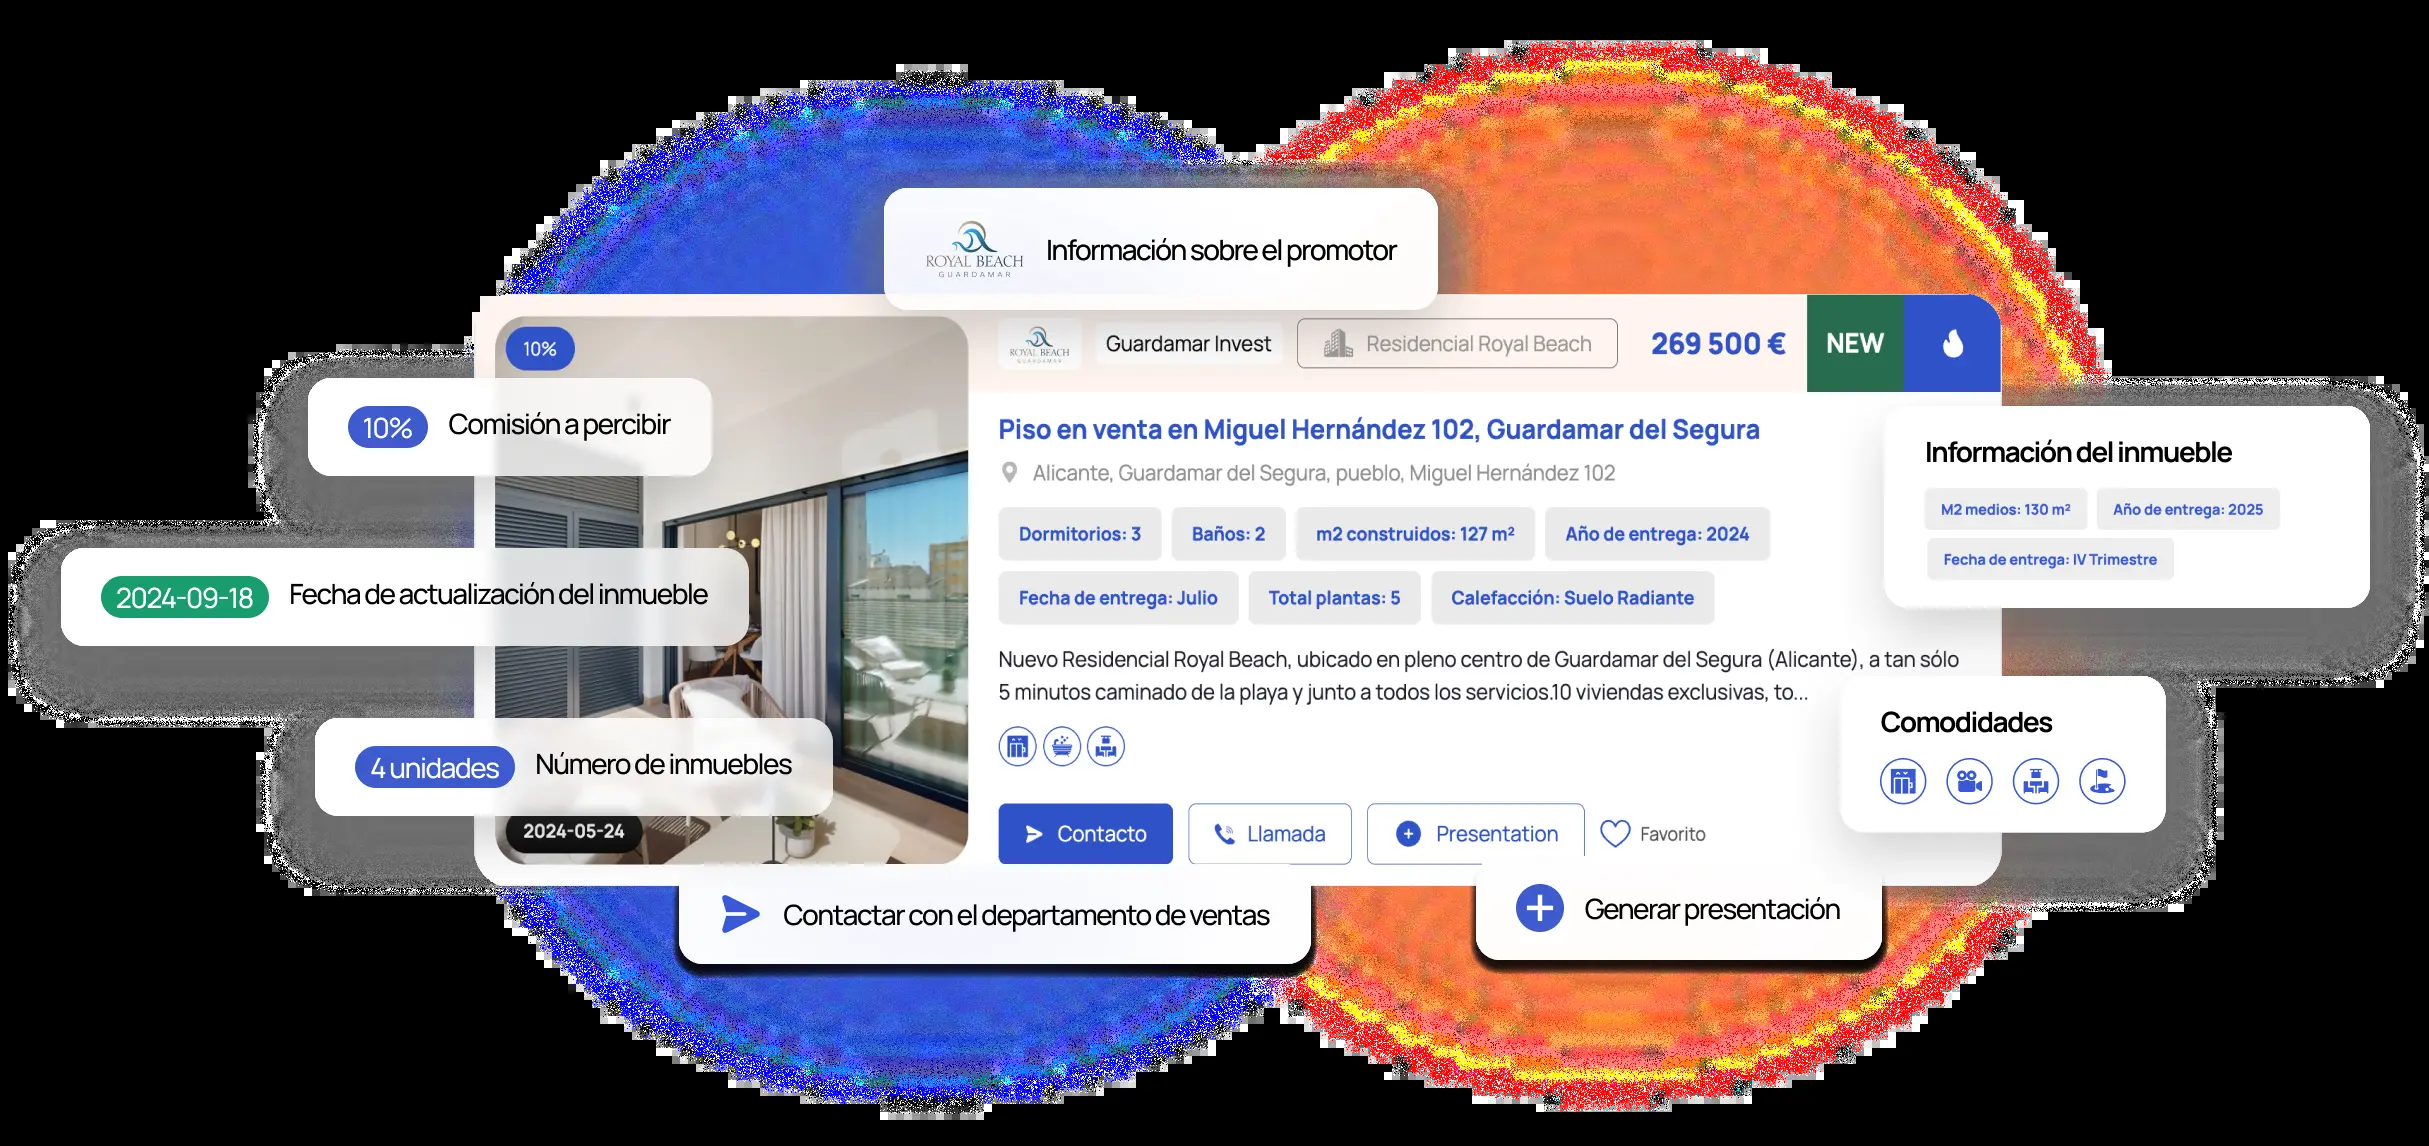 ROYAL BEACH
GUARDAMAR
Información sobre el promotor
10%
ROYAL BEACH
GUARDAMAR
Guardamar Invest
Residencial Royal Beach
269 500 €
NEW
10% Comisión a percibir
Piso en venta en Miguel Hernández 102, Guardamar del Segura
Alicante, Guardamar del Segura, pueblo, Miguel Hernández 102
Dormitorios: 3
Baños: 2
m2 construidos: 127 m²
Año de entrega: 2024
Fecha de entrega: Julio
Total plantas: 5
Calefacción: Suelo Radiante
Información del inmueble
M2 medios: 130 m²
Año de entrega: 2025
Fecha de entrega: IV Trimestre
2024-09-18 Fecha de actualización del inmueble
Nuevo Residencial Royal Beach, ubicado en pleno centro de Guardamar del Segura (Alicante), a tan sólo
5 minutos caminado de la playa y junto a todos los servicios.10 viviendas exclusivas, to...
4 unidades Número de inmuebles
Comodidades
2024-05-24
Contacto
Llamada
Presentation
Favorito
Contactar con el departamento de ventas
Generar presentación